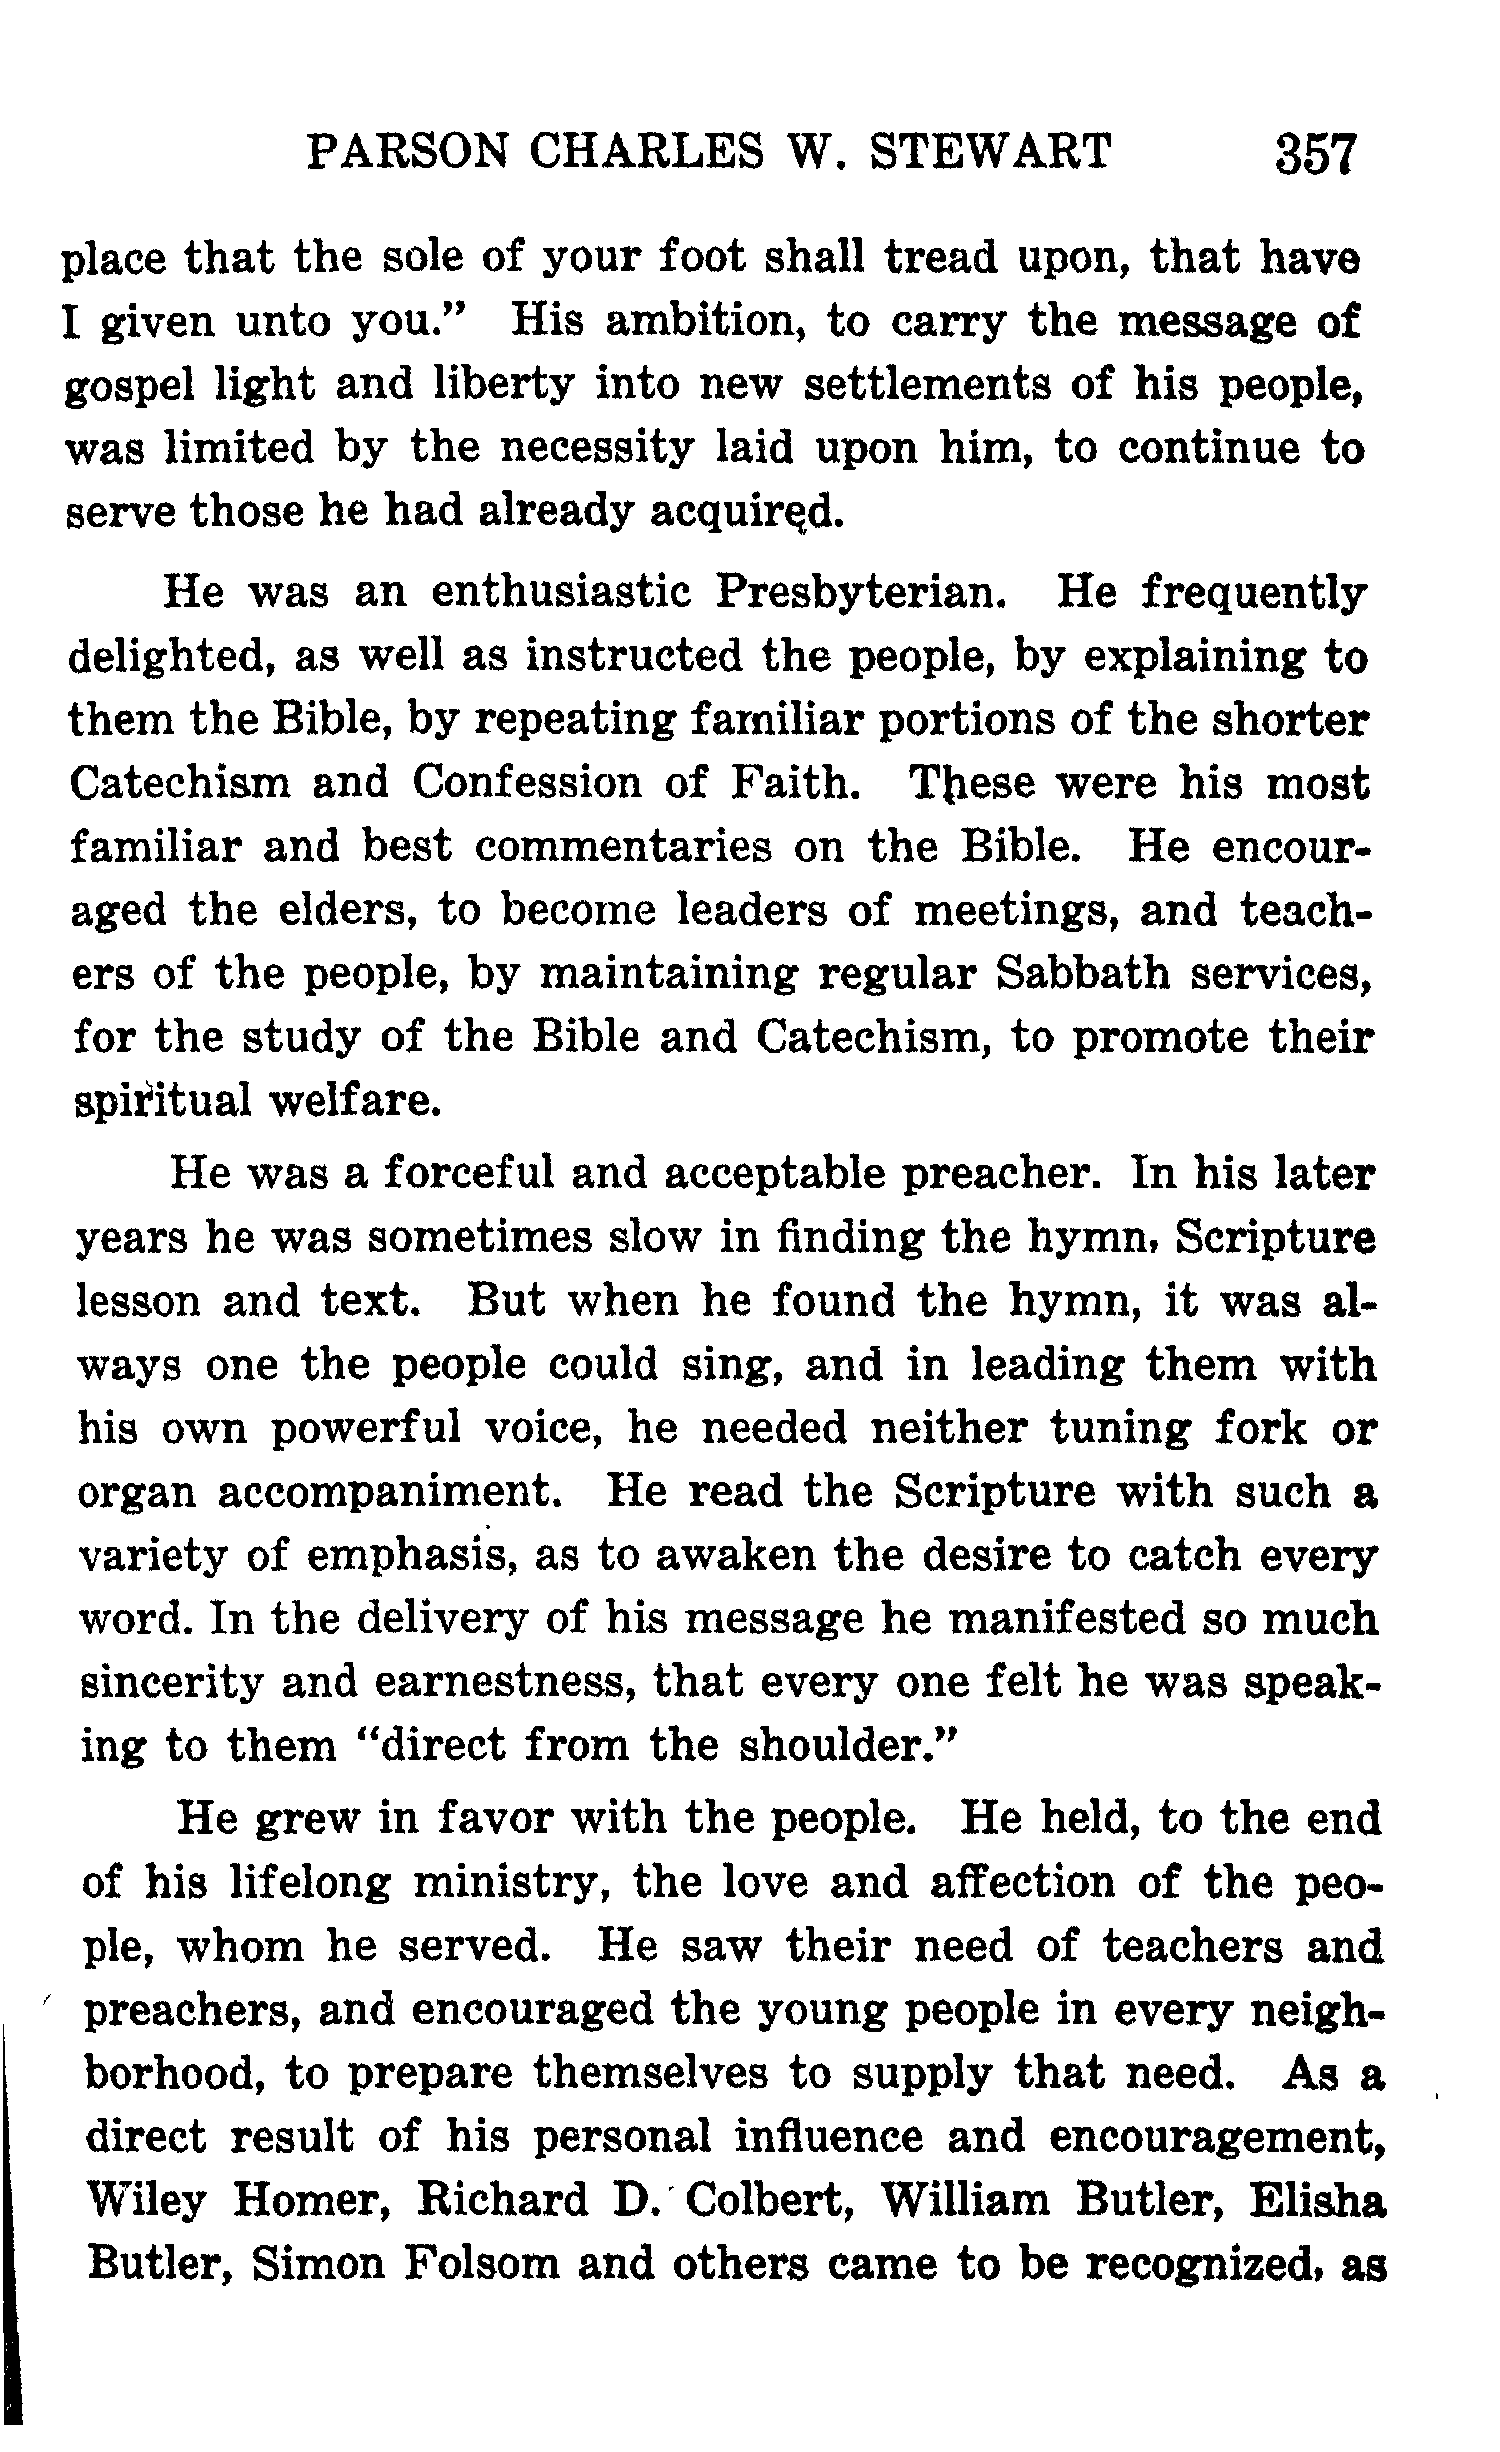 PARSON CHARLES W. STEWART 357
place that the sole of your foot shall tread upon, that have
I given unto you." His ambition, to carry the message of
gospel light and liberty into new settlements of his people,
was limited by the necessity laid upon him, to continue to
serve those he had already acquired.
He was an enthusiastic Presbyterian. He frequently
delighted, as well as instructed the people, by explaining to
them the Bible, by repeating familiar portions of the shorter
Catechism and Confession of Faith. These were his most
familiar and best commentaries on the Bible. He encour-
aged the elders, to become leaders of meetings, and teach-
ers of the people, by maintaining regular Sabbath services,
for the study of the Bible and Catechism, to promote their
spiritual welfare.
He was a forceful and acceptable preacher. In his later
years he was sometimes slow in finding the hymn, Scripture
lesson and text. But when he found the hymn, it was al-
ways one the people could sing, and in leading them with
his own powerful voice, he needed neither tuning fork or
organ accompaniment. He read the Scripture with such a
variety of emphasis, as to awaken the desire to catch every
word. In the delivery of his message he manifested so much
sincerity and earnestness, that every one felt he was speak-
ing to them "direct from the shoulder."
He grew in favor with the people. He held, to the end
of his lifelong ministry, the love and affection of the peo-
ple, whom he served. He saw their need of teachers and
preachers, and encouraged the young people in every neigh-
borhood, to prepare themselves to supply that need. As a
direct result of his personal influence and encouragement,
Wiley Homer, Richard D. Colbert, William Butler, Elisha
Butler, Simon Folsom and others came to be recognized, as